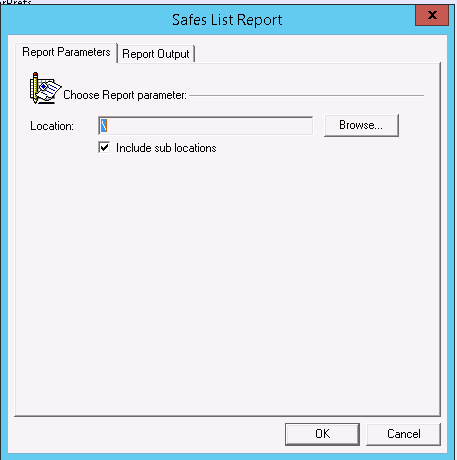 Safes List Report
x
Report Parameters
Report Output
Choose Report parameter:
Location: \ Browse...
Include sub locations
OK Cancel